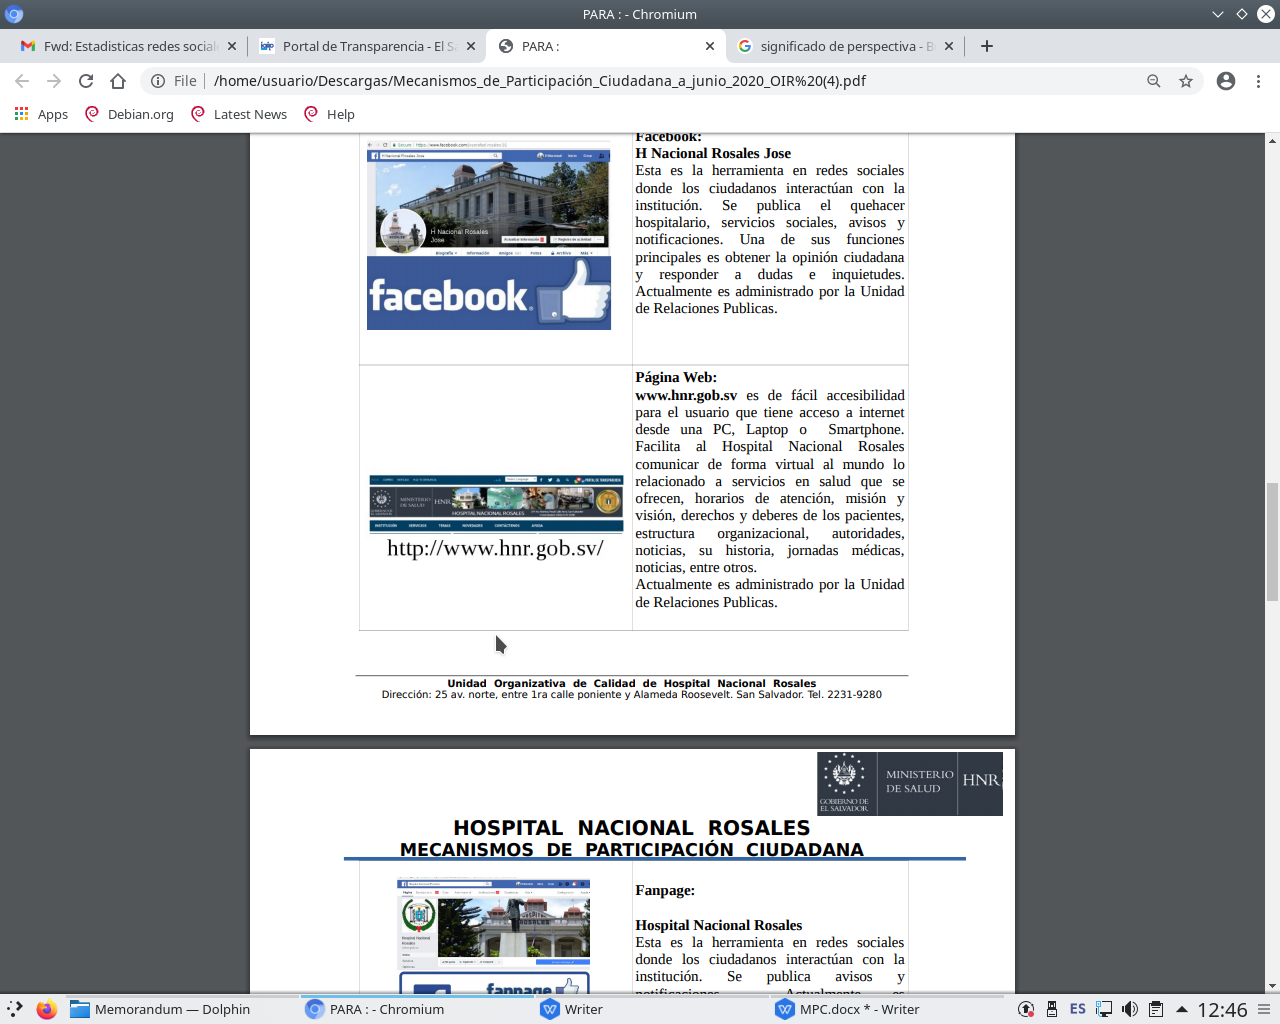 PARA : - Chromium
Fwd: Estadisticas redes social
Portal de Transparencia - El S
PARA :
significado de perspectiva - B
File
/home/usuario/Descargas/Mecanismos_de_Participación_Ciudadana_a_junio_2020_OIR%20(4).pdf
Apps
Debian.org
Latest News
Help
H Nacional Rosales
Jose
facebook.
Facebook:
H Nacional Rosales Jose
Esta es la herramienta en redes sociales
donde los ciudadanos interactúan con la
institución. Se publica el quehacer
hospitalario, servicios sociales, avisos y
notificaciones. Una de sus funciones
principales es obtener la opinión ciudadana
y responder a dudas e inquietudes.
Actualmente es administrado por la Unidad
de Relaciones Publicas.
HNR
HOSPITAL NACIONAL ROSALES
http://www.hnr.gob.sv/
Página Web:
www.hnr.gob.sv es de fácil accesibilidad
para el usuario que tiene acceso a internet
desde una PC, Laptop o Smartphone.
Facilita al Hospital Nacional Rosales
comunicar de forma virtual al mundo lo
relacionado a servicios en salud que se
ofrecen, horarios de atención, misión y
visión, derechos y deberes de los pacientes,
estructura organizacional, autoridades,
noticias, su historia, jornadas médicas,
noticias, entre otros.
Actualmente es administrado por la Unidad
de Relaciones Publicas.
Unidad Organizativa de Calidad de Hospital Nacional Rosales
Dirección: 25 av. norte, entre 1ra calle poniente y Alameda Roosevelt. San Salvador. Tel. 2231-9280
GOBIERNO DE
EL SALVADOR
MINISTERIO
DE SALUD
HNR
HOSPITAL NACIONAL ROSALES
MECANISMOS DE PARTICIPACIÓN CIUDADANA
Fanpage:
Hospital Nacional Rosales
Esta es la herramienta en redes sociales
donde los ciudadanos interactúan con la
institución. Se publica avisos y
notificaciones. Actualmente es
fanpage
Memorandum — Dolphin
PARA : - Chromium
Writer
MPC.docx * - Writer
ES
12:46